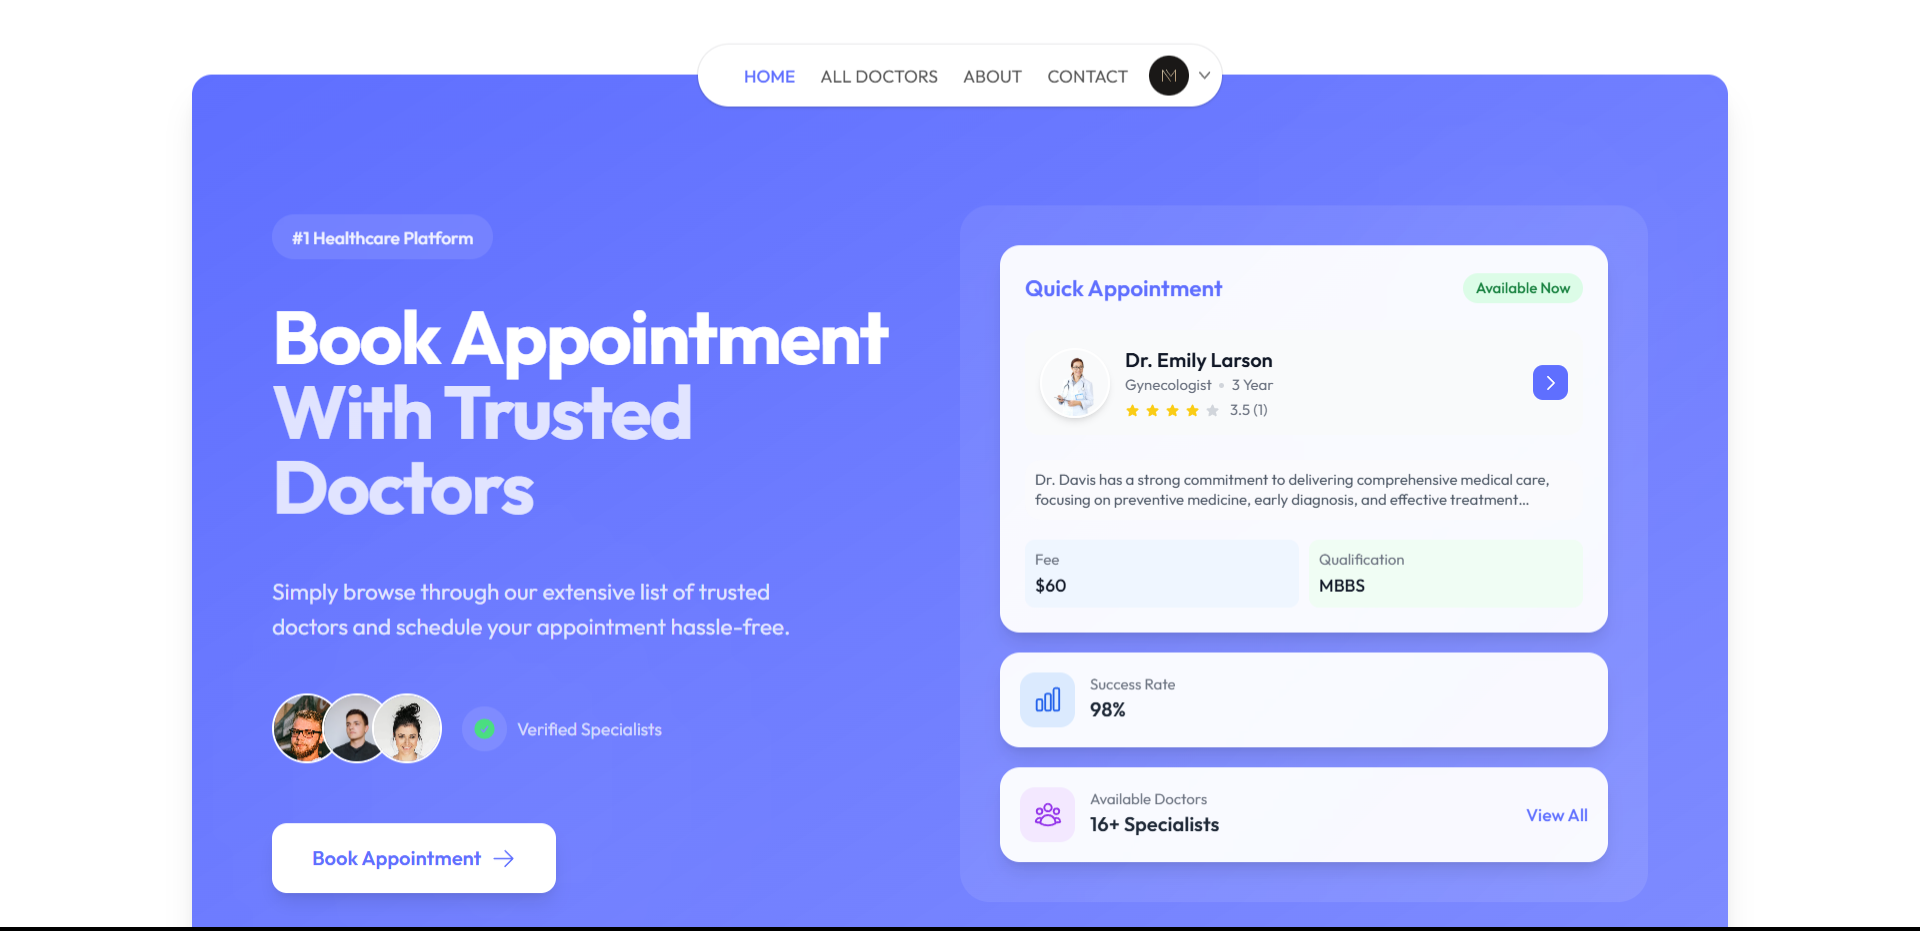 HOME ALL DOCTORS ABOUT CONTACT
#1 Healthcare Platform
Book Appointment
With Trusted
Doctors
Simply browse through our extensive list of trusted
doctors and schedule your appointment hassle-free.
Verified Specialists
Book Appointment
Quick Appointment
Available Now
Dr. Emily Larson
Gynecologist • 3 Year
3.5 (1)
Dr. Davis has a strong commitment to delivering comprehensive medical care,
focusing on preventive medicine, early diagnosis, and effective treatment...
Fee
$60
Qualification
MBBS
Success Rate
98%
Available Doctors
16+ Specialists
View All